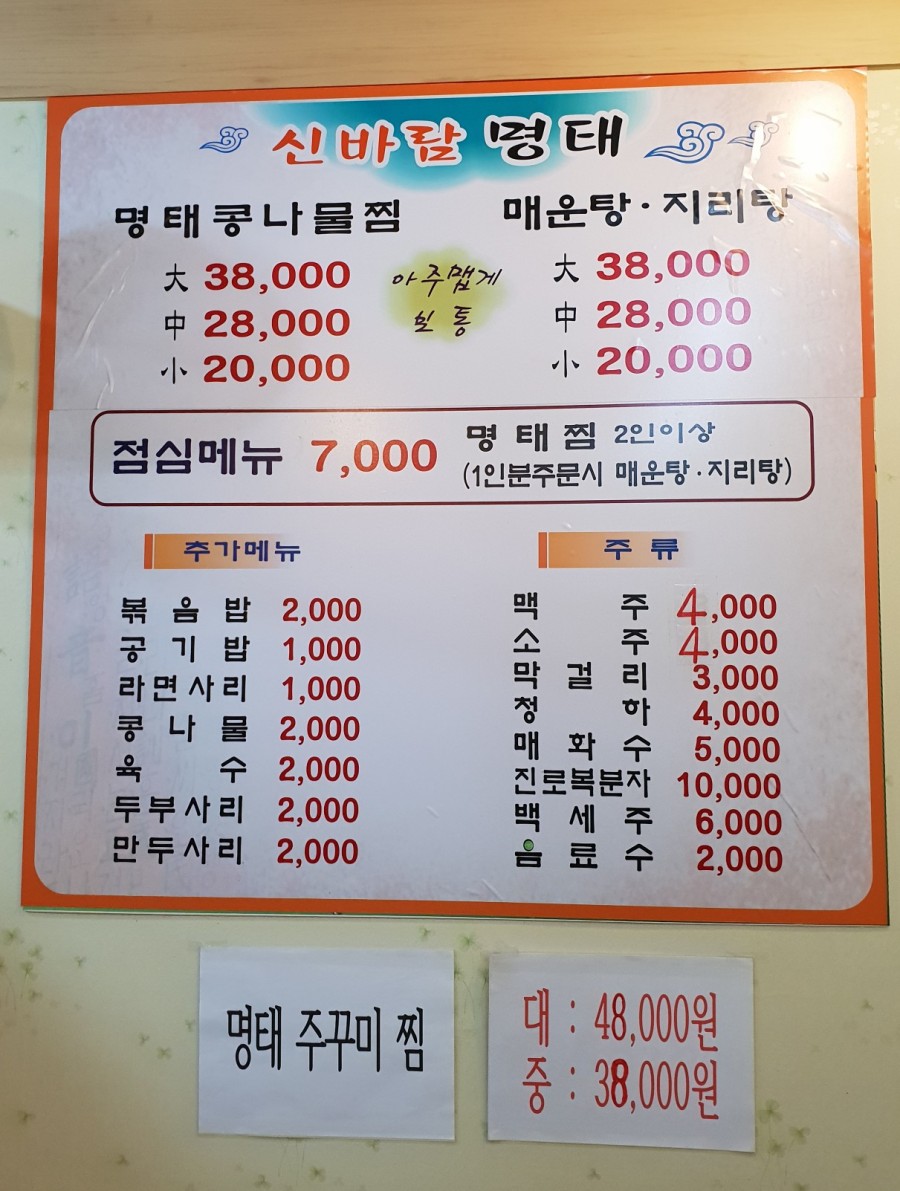 신바람 명태
명태콩나물찜
大 38,000
中 28,000
小 20,000
아주맵게
보통
매운탕·지리탕
大 38,000
中 28,000
小 20,000
점심메뉴 7,000
명태찜 2인이상
(1인분주문시 매운탕·지리탕)
추가메뉴
볶음밥 2,000
공기밥 1,000
라면사리 1,000
콩나물 2,000
육수 2,000
두부사리 2,000
만두사리 2,000
주류
맥주 4,000
소주 4,000
막걸리 3,000
청하 4,000
매화수 5,000
진로복분자 10,000
백세주 6,000
음료수 2,000
명태 주꾸미 찜
대 : 48,000원
중 : 38,000원